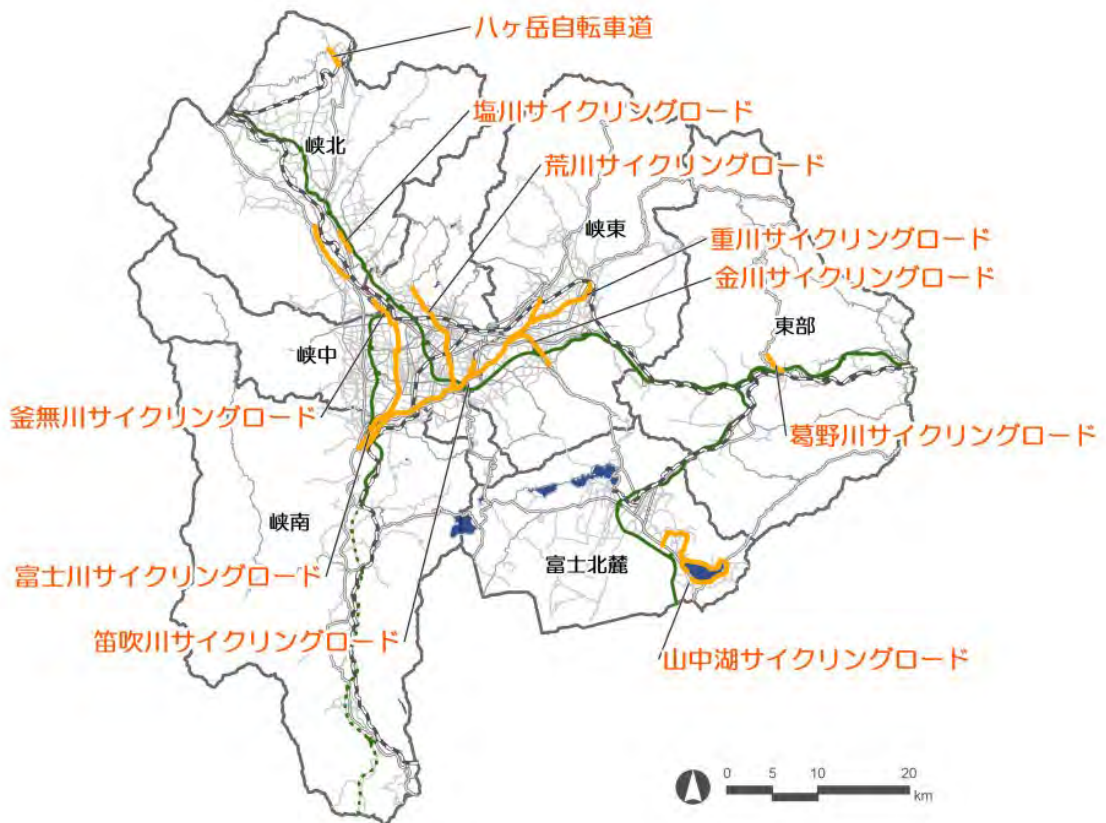 八ヶ岳自転車道
塩川サイクリングロード
峡北
荒川サイクリングロード
峡東
重川サイクリングロード
金川サイクリングロード
東部
峡中
釜無川サイクリングロード
葛野川サイクリングロード
峡南
富士北麓
富士川サイクリングロード
笛吹川サイクリングロード
山中湖サイクリングロード
0 5 10 20
km